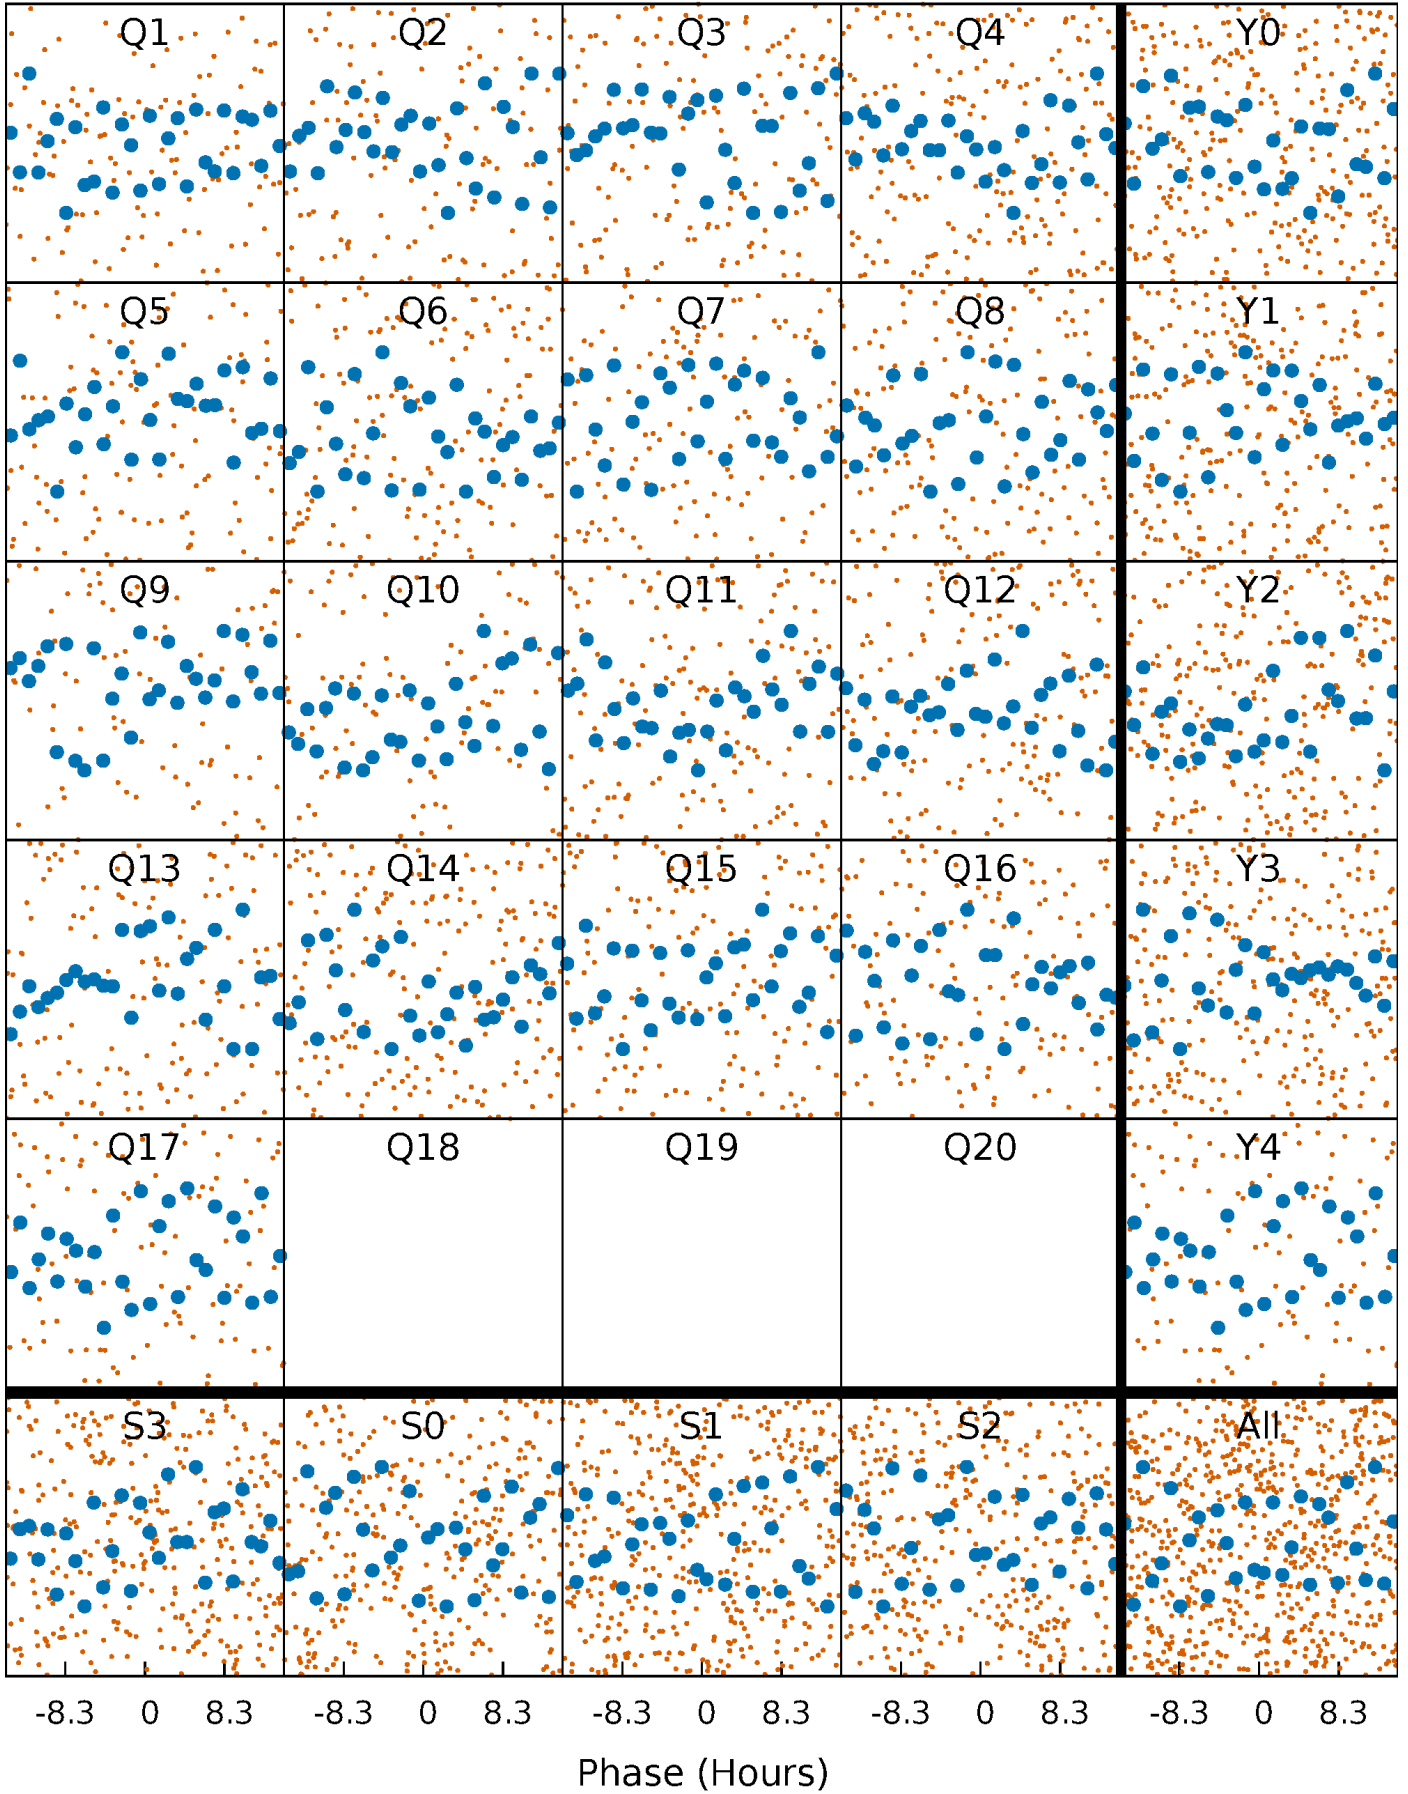 Q1 Q2 Q3 Q4 Y0
Q5 Q6 Q7 Q8 Y1
Q9 Q10 Q11 Q12 Y2
Q13 Q14 Q15 Q16 Y3
Q17 Q18 Q19 Q20 Y4
S3 S0 S1 S2 All
-8.3 0 8.3 -8.3 0 8.3 -8.3 0 8.3 -8.3 0 8.3 -8.3 0 8.3
Phase (Hours)